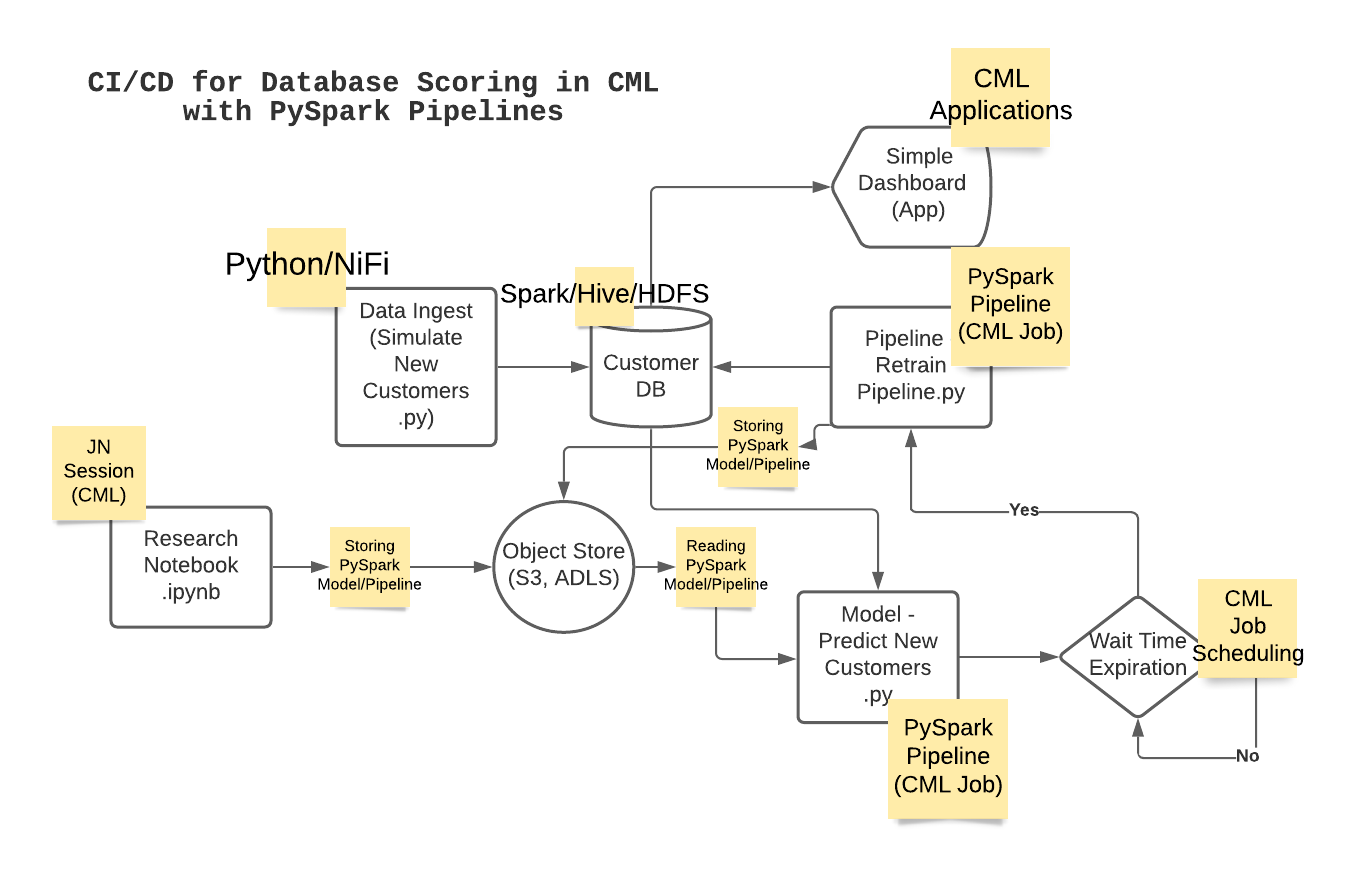 CI/CD for Database Scoring in CML
with PySpark Pipelines
CML
Applications
Simple
Dashboard
(App)
Python/NiFi
Data Ingest
(Simulate
New
Customers
.py)
Spark/Hive/HDFS
Customer
DB
PySpark
Pipeline
(CML Job)
Pipeline
Retrain
Pipeline.py
Storing
PySpark
Model/Pipeline
JN
Session
(CML)
Research
Notebook
.ipynb
Storing
PySpark
Model/Pipeline
Object Store
(S3, ADLS)
Reading
PySpark
Model/Pipeline
Yes
Model -
Predict New
Customers
.py
PySpark
Pipeline
(CML Job)
Wait Time
Expiration
CML
Job
Scheduling
No